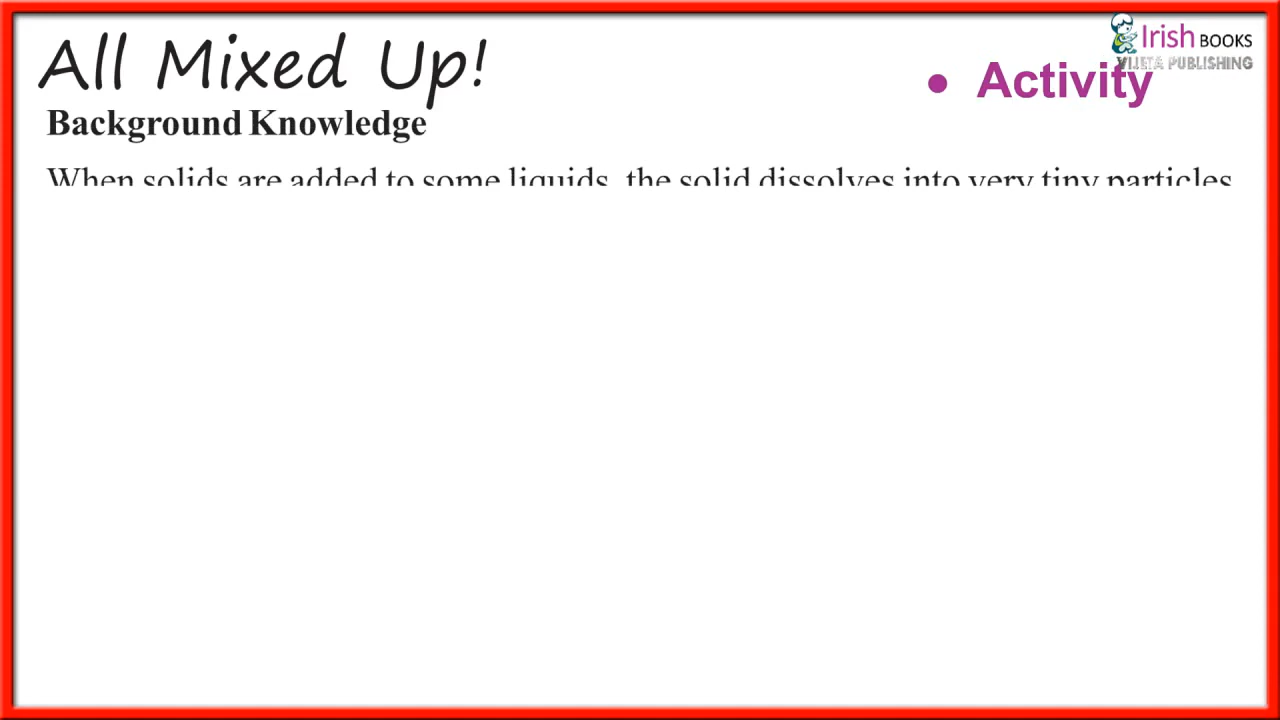 All Mixed Up!
Irish BOOKS
VIJETA PUBLISHING
• Activity
Background Knowledge
When solids are added to some liquids, the solid dissolves into very tiny particles